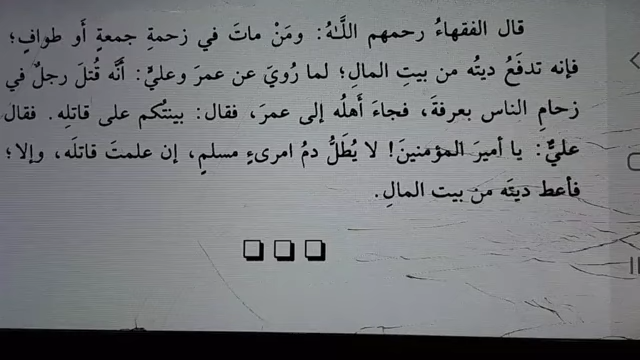 قال الفقهاءُ رحمهم اللَّهُ: ومَنْ ماتَ في زحمةِ جمعةٍ أو طوافٍ؛
فإنه تدفَعُ ديتُه من بيتِ المالِ؛ لما رُويَ عن عمرَ وعليٍّ: أنَّه قُتلَ رجلٌ في
زحامِ الناس بعرفةَ، فجاءَ أهلُه إلى عمرَ، فقال: بينتُكم على قاتلِه. فقال
عليٌّ: يا أميرَ المؤمنينَ! لا يُطَلُّ دمُ امرىءٍ مسلمٍ، إن علمتَ قاتلَه، وإلا؛
فأعط ديتَه من بيت المالِ.